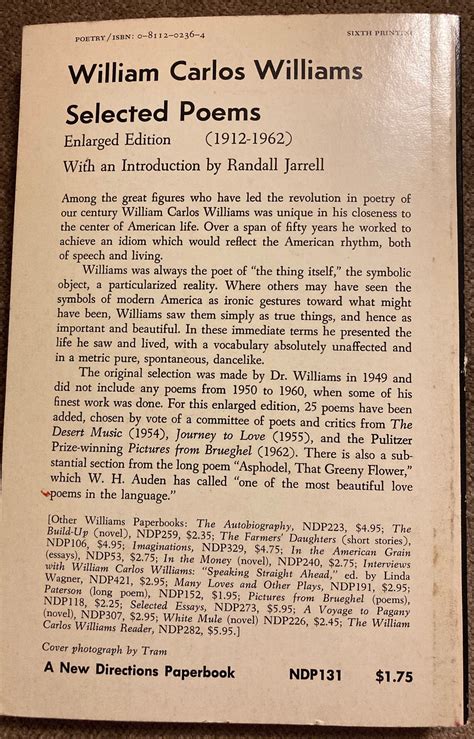 POETRY/ISBN: 0-8112-0236-4 SIXTH PRINTING
William Carlos Williams
Selected Poems
Enlarged Edition (1912-1962)
With an Introduction by Randall Jarrell
Among the great figures who have led the revolution in poetry of
our century William Carlos Williams was unique in his closeness to
the center of American life. Over a span of fifty years he worked to
achieve an idiom which would reflect the American rhythm, both
of speech and living.
Williams was always the poet of "the thing itself," the symbolic
object, a particularized reality. Where others may have seen the
symbols of modern America as ironic gestures toward what might
have been, Williams saw them simply as true things, and hence as
important and beautiful. In these immediate terms he presented the
life he saw and lived, with a vocabulary absolutely unaffected and
in a metric pure, spontaneous, dancelike.
The original selection was made by Dr. Williams in 1949 and
did not include any poems from 1950 to 1960, when some of his
finest work was done. For this enlarged edition, 25 poems have been
added, chosen by vote of a committee of poets and critics from The
Desert Music (1954), Journey to Love (1955), and the Pulitzer
Prize-winning Pictures from Brueghel (1962). There is also a sub-
stantial section from the long poem "Asphodel, That Greeny Flower,"
which W. H. Auden has called "one of the most beautiful love
poems in the language."
[Other Williams Paperbooks: The Autobiography, NDP223, $4.95; The
Build-Up (novel), NDP259, $2.35; The Farmers' Daughters (short stories),
NDP106, $4.95; Imaginations, NDP329, $4.75; In the American Grain
(essays), NDP53, $2.75; In the Money (novel), NDP240, $2.75; Interviews
with William Carlos Williams: "Speaking Straight Ahead," ed. by Linda
Wagner, NDP421, $2.95; Many Loves and Other Plays, NDP191, $2.95;
Paterson (long poem), NDP152, $1.95; Pictures from Brueghel (poems),
NDP118, $2.25; Selected Essays, NDP273, $5.95; A Voyage to Pagany
(novel), NDP307, $2.95; White Mule (novel) NDP226, $2.45; The William
Carlos Williams Reader, NDP282, $5.95.]
Cover photograph by Tram
A New Directions Paperbook NDP131 $1.75